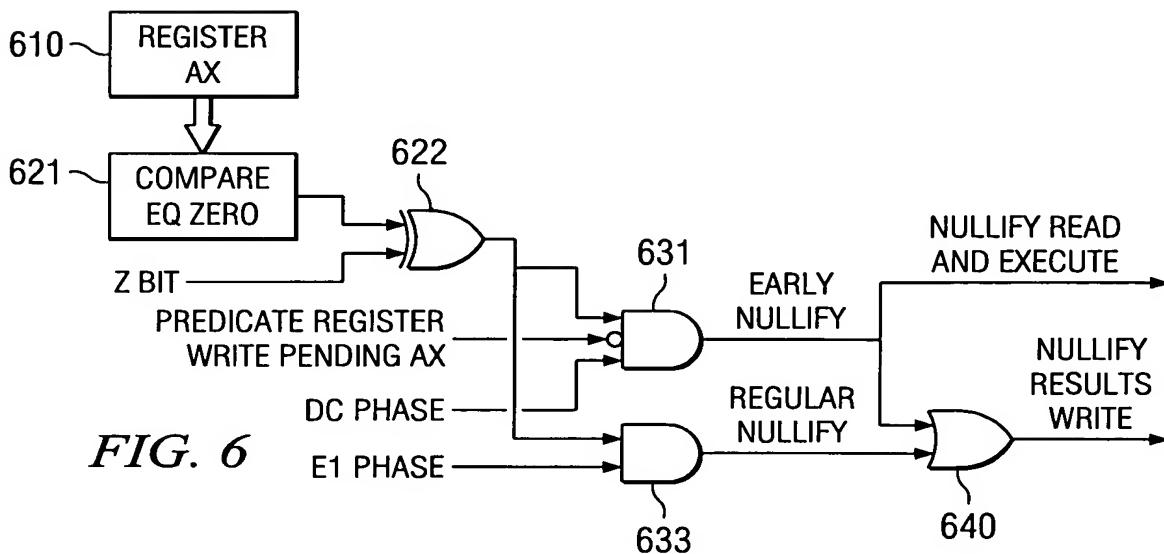 610
REGISTER
AX
621
COMPARE
EQ ZERO
622
Z BIT
631
PREDICATE REGISTER
WRITE PENDING AX
DC PHASE
EARLY
NULLIFY
NULLIFY READ
AND EXECUTE
NULLIFY
RESULTS
WRITE
REGULAR
NULLIFY
E1 PHASE
633
640
FIG. 6